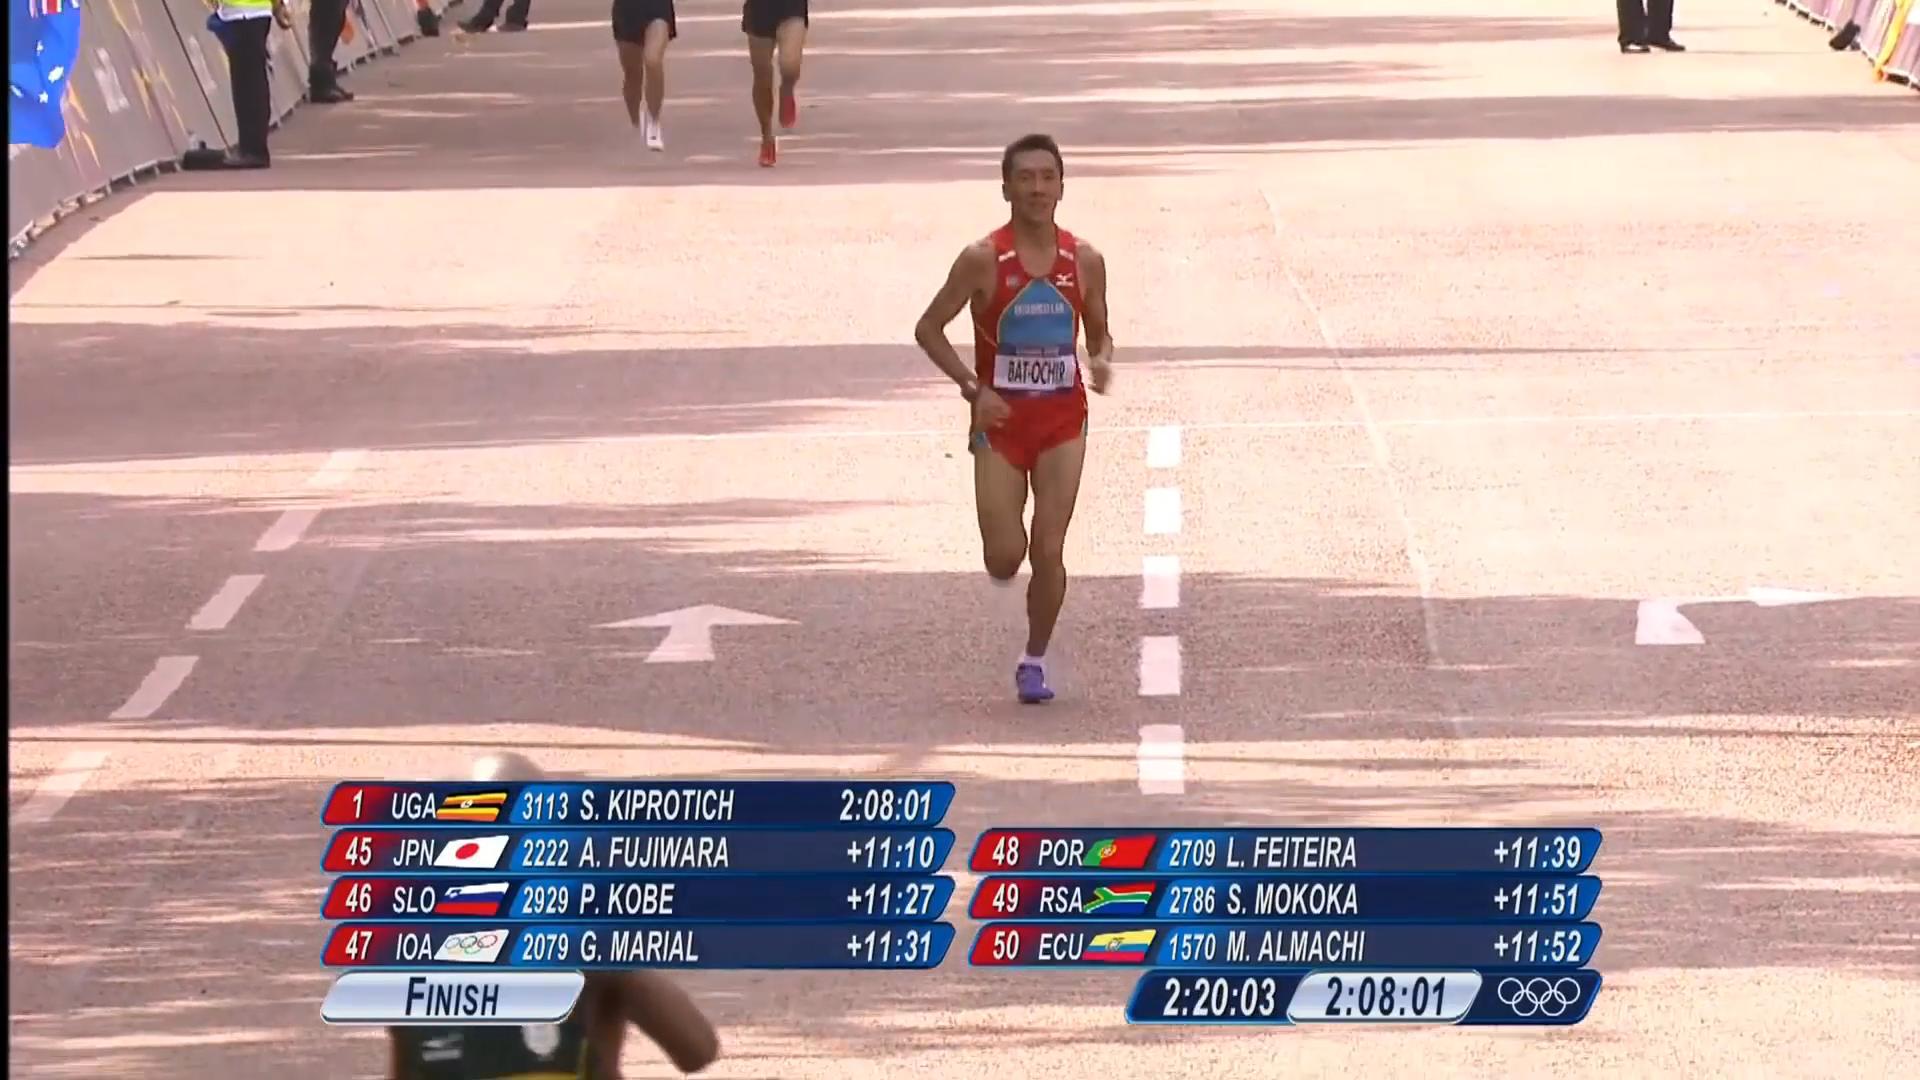 BAT-OCHIR
1 UGA 3113 S. KIPROTICH 2:08:01
45 JPN 2222 A. FUJIWARA +11:10
46 SLO 2929 P. KOBE +11:27
47 IOA 2079 G. MARIAL +11:31
48 POR 2709 L. FEITEIRA +11:39
49 RSA 2786 S. MOKOKA +11:51
50 ECU 1570 M. ALMACHI +11:52
FINISH
2:20:03 2:08:01